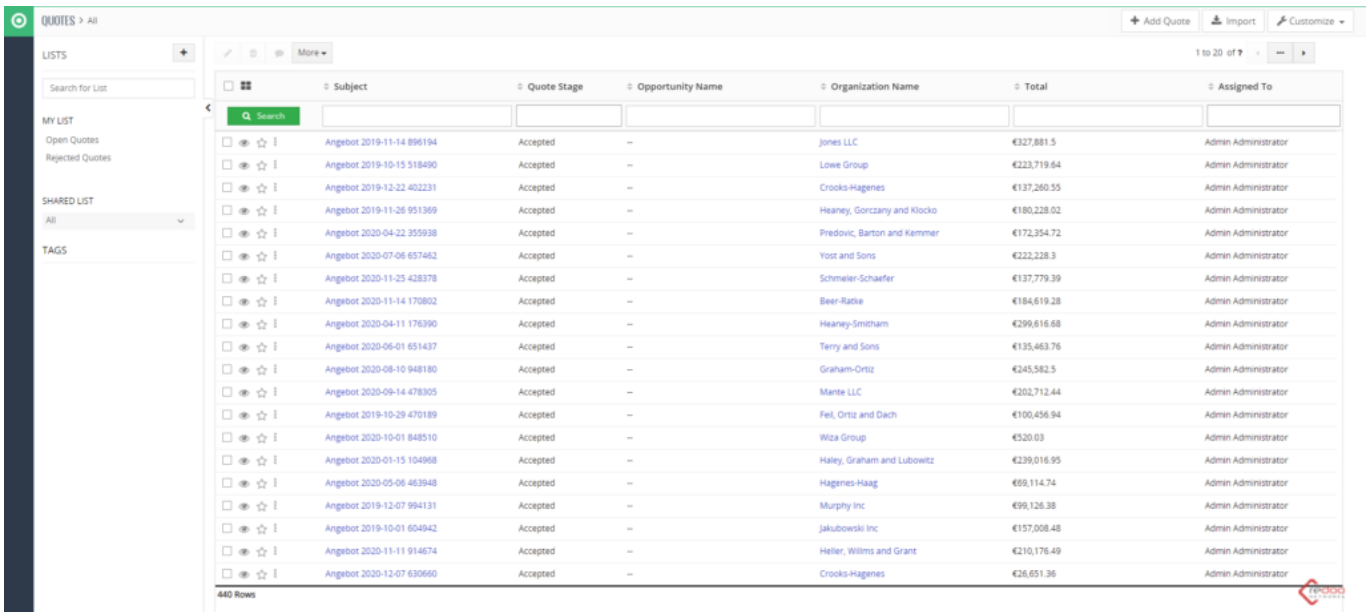 QUOTES > All
+ Add Quote Import Customize
LISTS +
More
1 to 20 of ?
Search for List
MY LIST
Open Quotes
Rejected Quotes
SHARED LIST
All
TAGS
Subject Quote Stage Opportunity Name Organization Name Total Assigned To
Search
Angebot 2019-11-14 896194 Accepted -- Jones LLC €327,881.5 Admin Administrator
Angebot 2019-10-15 518490 Accepted -- Lowe Group €223,719.64 Admin Administrator
Angebot 2019-12-22 402231 Accepted -- Crooks-Hagenes €137,260.55 Admin Administrator
Angebot 2019-11-26 951369 Accepted -- Heaney, Gorczany and Klocko €180,228.02 Admin Administrator
Angebot 2020-04-22 355938 Accepted -- Predovic, Barton and Kemmer €172,354.72 Admin Administrator
Angebot 2020-07-06 657462 Accepted -- Yost and Sons €222,228.3 Admin Administrator
Angebot 2020-11-25 428378 Accepted -- Schmeler-Schaefer €137,779.39 Admin Administrator
Angebot 2020-11-14 170802 Accepted -- Beer-Ratke €184,619.28 Admin Administrator
Angebot 2020-04-11 176390 Accepted -- Heaney-Smitham €299,616.68 Admin Administrator
Angebot 2020-06-01 651437 Accepted -- Terry and Sons €135,463.76 Admin Administrator
Angebot 2020-08-10 948180 Accepted -- Graham-Ortiz €245,582.5 Admin Administrator
Angebot 2020-09-14 478305 Accepted -- Mante LLC €202,712.44 Admin Administrator
Angebot 2019-10-29 470189 Accepted -- Feil, Ortiz and Dach €100,456.94 Admin Administrator
Angebot 2020-10-01 848510 Accepted -- Wiza Group €520.03 Admin Administrator
Angebot 2020-01-15 104968 Accepted -- Haley, Graham and Lubowitz €239,016.95 Admin Administrator
Angebot 2020-05-06 463948 Accepted -- Hagenes-Haag €69,114.74 Admin Administrator
Angebot 2019-12-07 994131 Accepted -- Murphy Inc €99,126.38 Admin Administrator
Angebot 2019-10-01 604942 Accepted -- Jakubowski Inc €157,008.48 Admin Administrator
Angebot 2020-11-11 914674 Accepted -- Heller, Willms and Grant €210,176.49 Admin Administrator
Angebot 2020-12-07 630660 Accepted -- Crooks-Hagenes €26,651.36 Admin Administrator
440 Rows
redoo
NETWORKS